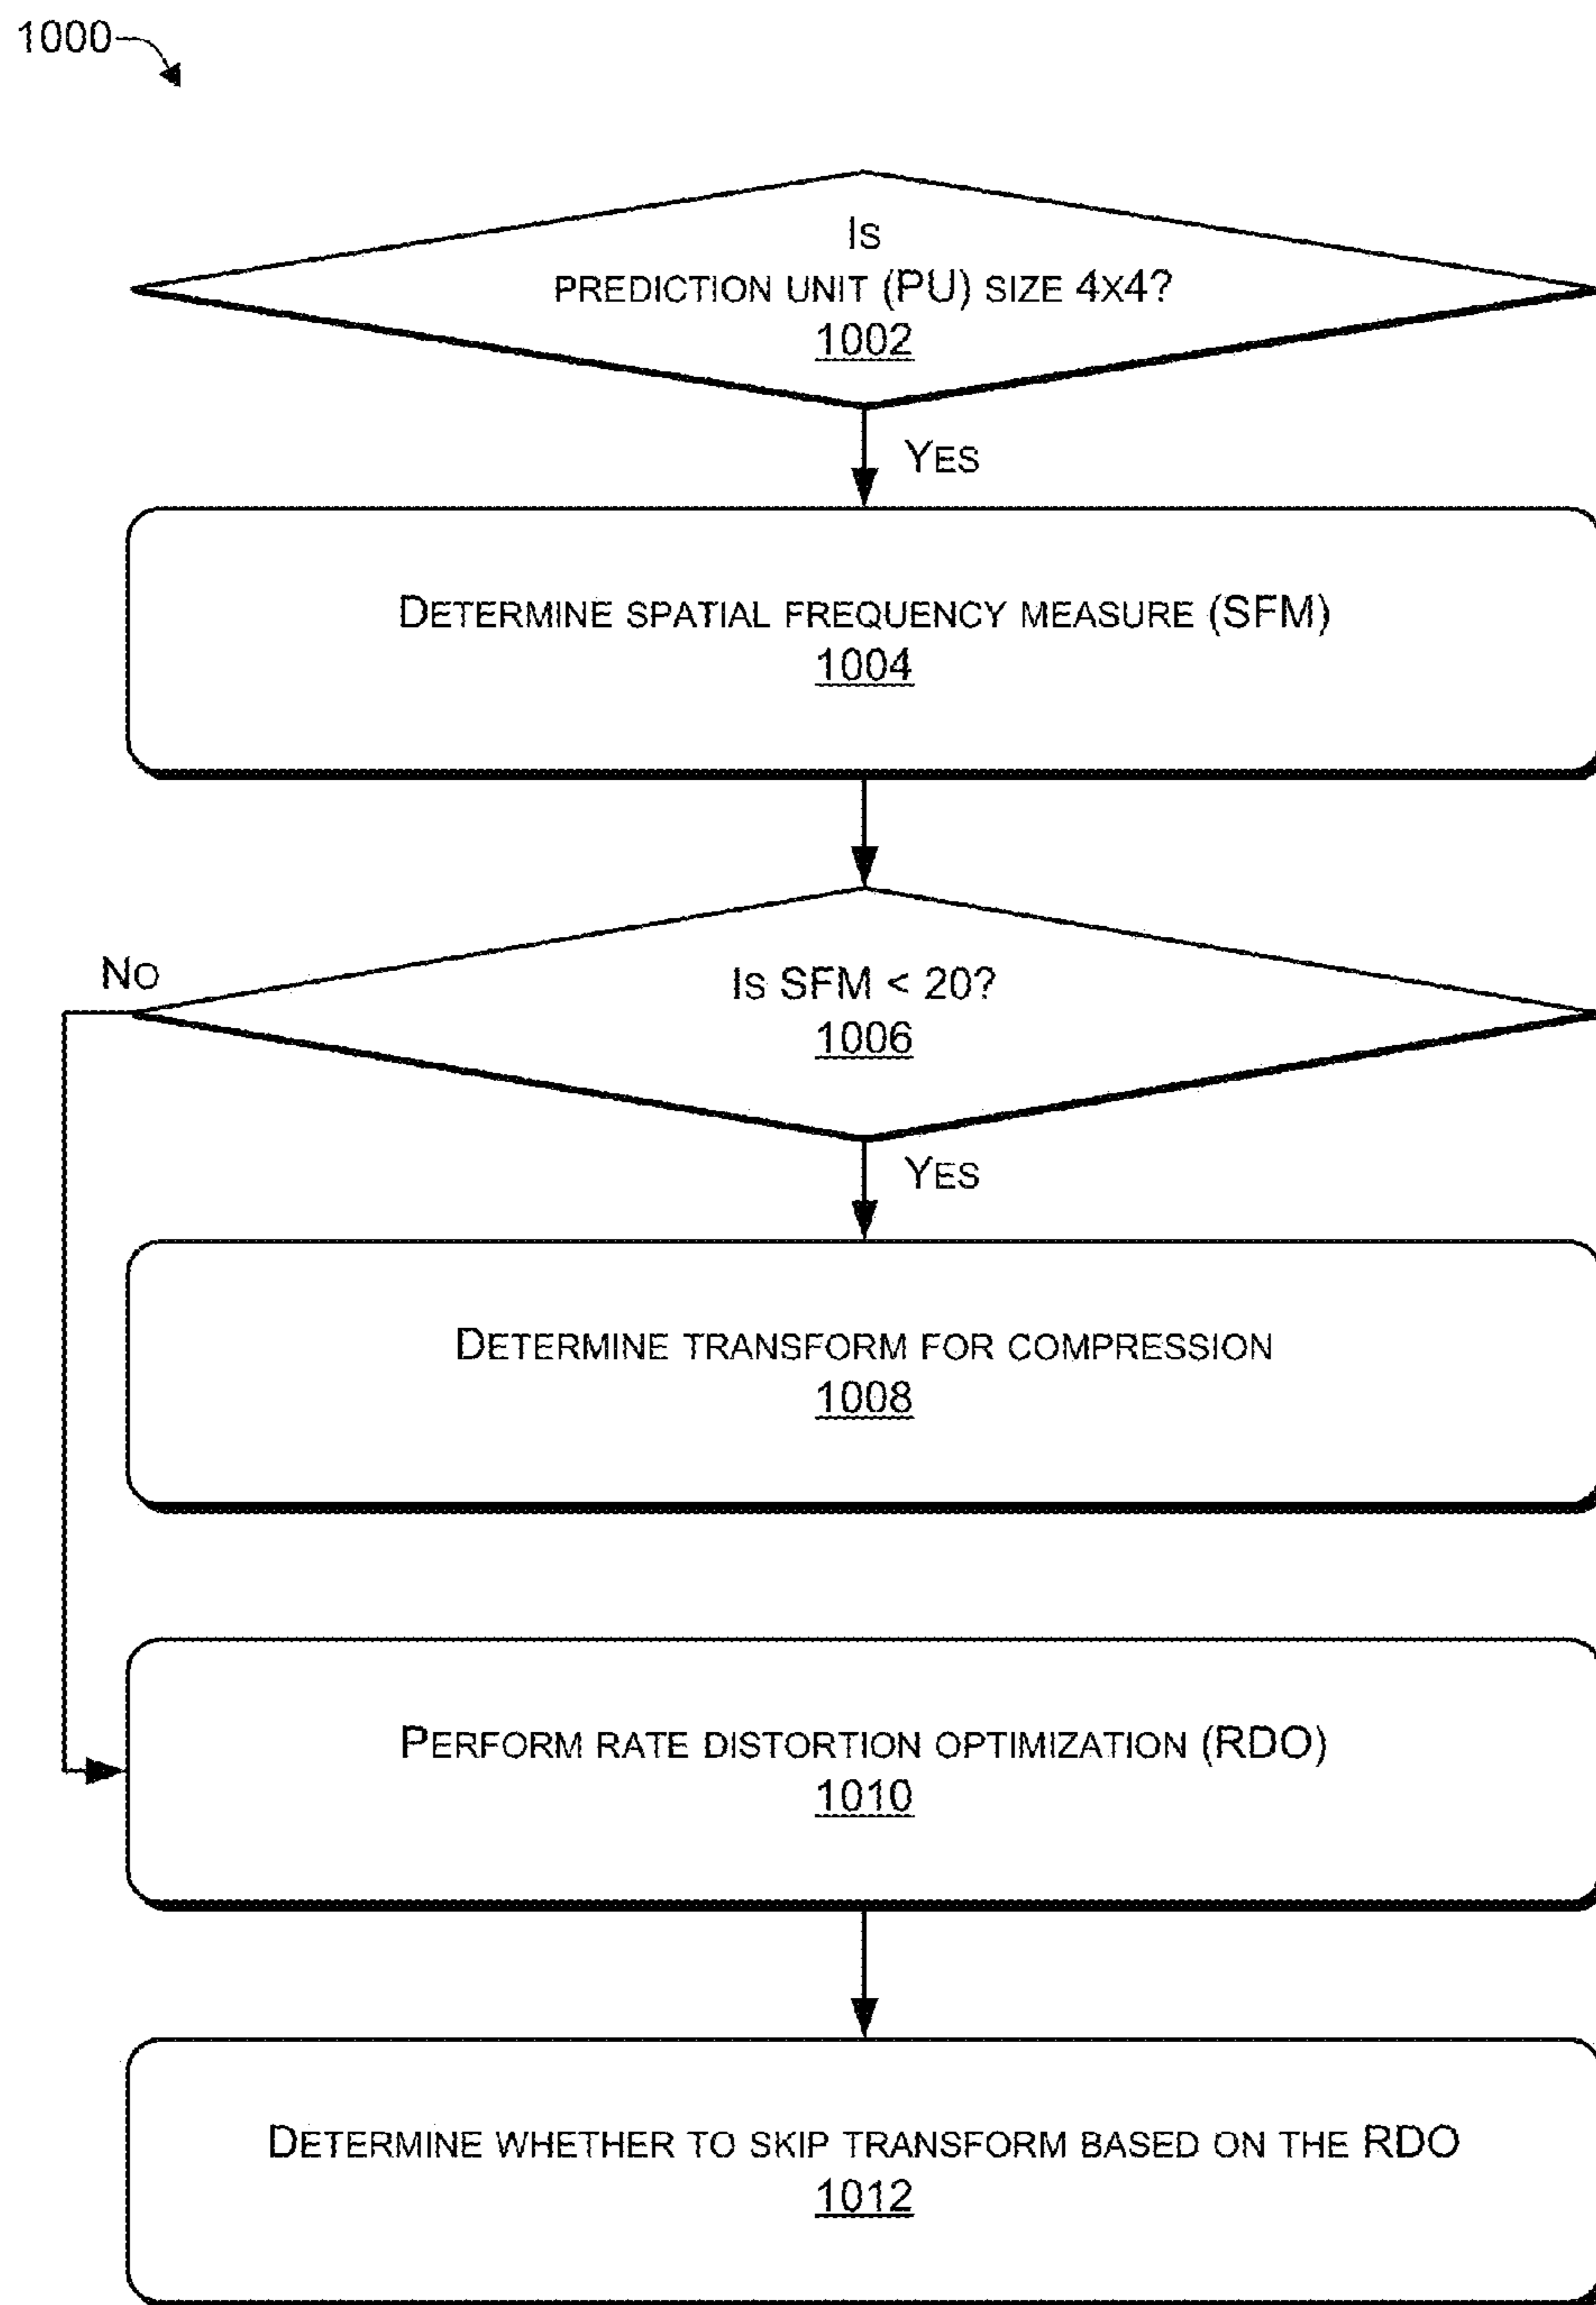 1000
Is
PREDICTION UNIT (PU) SIZE 4X4?
1002
YES
DETERMINE SPATIAL FREQUENCY MEASURE (SFM)
1004
NO
IS SFM < 20?
1006
YES
DETERMINE TRANSFORM FOR COMPRESSION
1008
PERFORM RATE DISTORTION OPTIMIZATION (RDO)
1010
DETERMINE WHETHER TO SKIP TRANSFORM BASED ON THE RDO
1012